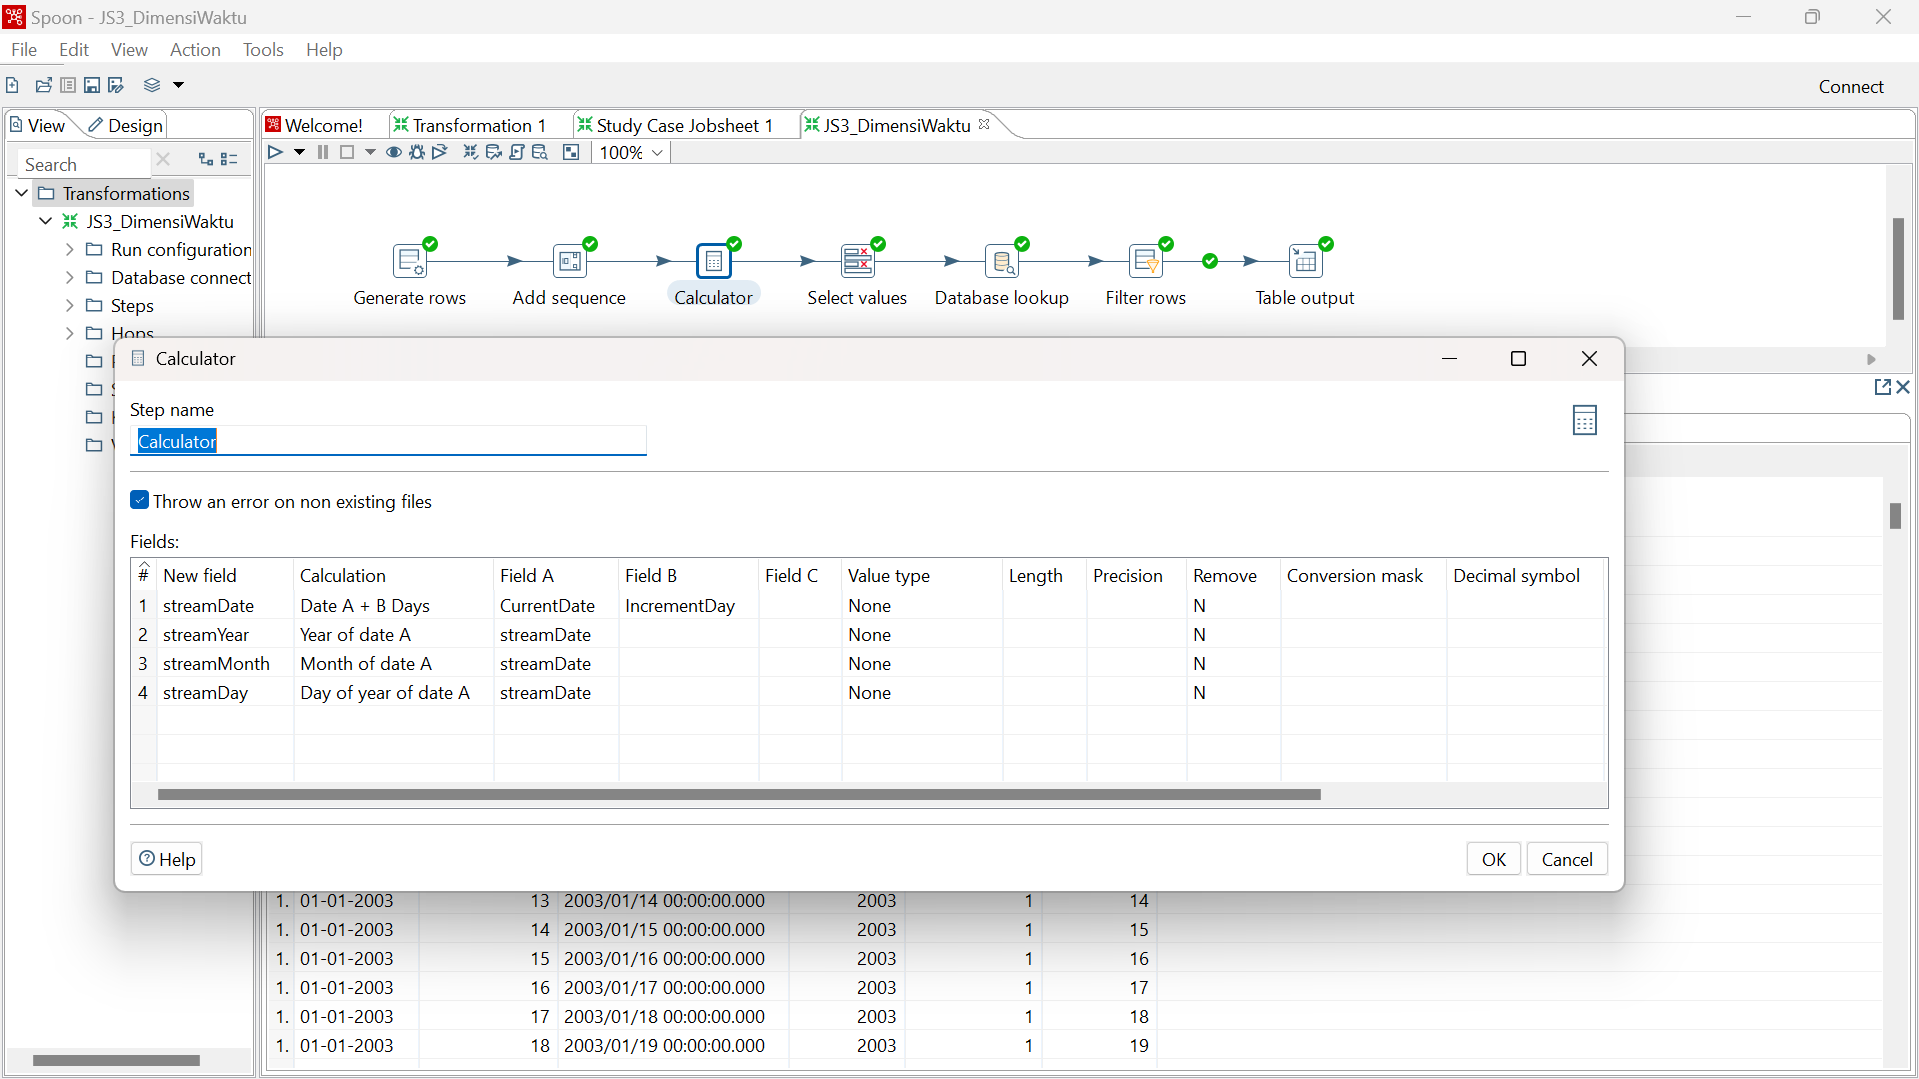 Spoon - JS3_DimensiWaktu
File Edit View Action Tools Help
Connect
View Design
Welcome! Transformation 1 Study Case Jobsheet 1 JS3_DimensiWaktu
100%
Search
Transformations
JS3_DimensiWaktu
Run configuration
Database connect
Steps
Hops
Generate rows Add sequence Calculator Select values Database lookup Filter rows Table output
Calculator
Step name
Calculator
Throw an error on non existing files
Fields:
# New field Calculation Field A Field B Field C Value type Length Precision Remove Conversion mask Decimal symbol
1 streamDate Date A + B Days CurrentDate IncrementDay None N
2 streamYear Year of date A streamDate None N
3 streamMonth Month of date A streamDate None N
4 streamDay Day of year of date A streamDate None N
Help OK Cancel
1. 01-01-2003 13 2003/01/14 00:00:00.000 2003 1 14
1. 01-01-2003 14 2003/01/15 00:00:00.000 2003 1 15
1. 01-01-2003 15 2003/01/16 00:00:00.000 2003 1 16
1. 01-01-2003 16 2003/01/17 00:00:00.000 2003 1 17
1. 01-01-2003 17 2003/01/18 00:00:00.000 2003 1 18
1. 01-01-2003 18 2003/01/19 00:00:00.000 2003 1 19